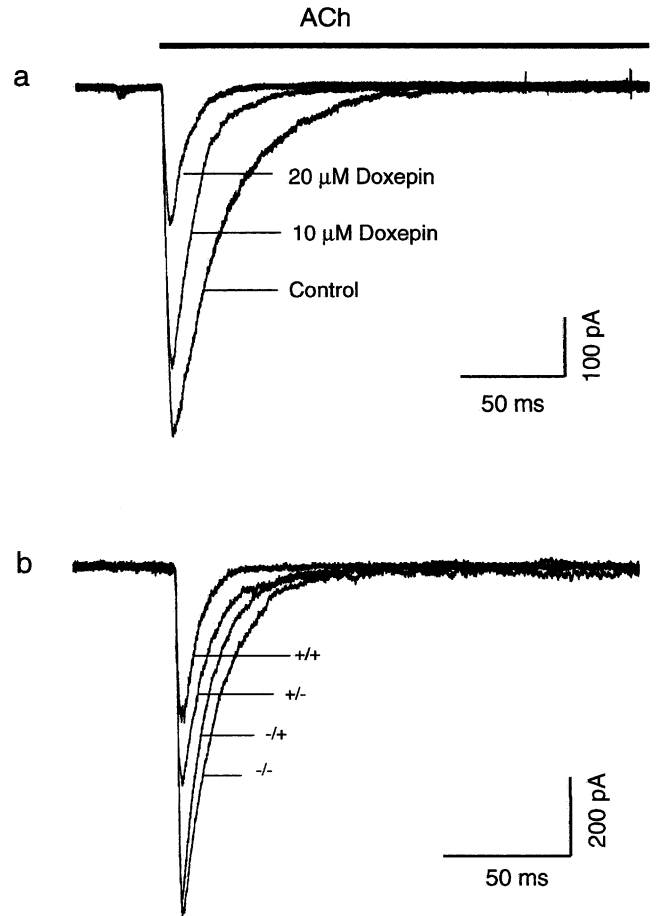 ACh
a
20 μM Doxepin
10 μM Doxepin
Control
100 pA
50 ms
b
+/+
+/-
-/+
-/-
200 pA
50 ms